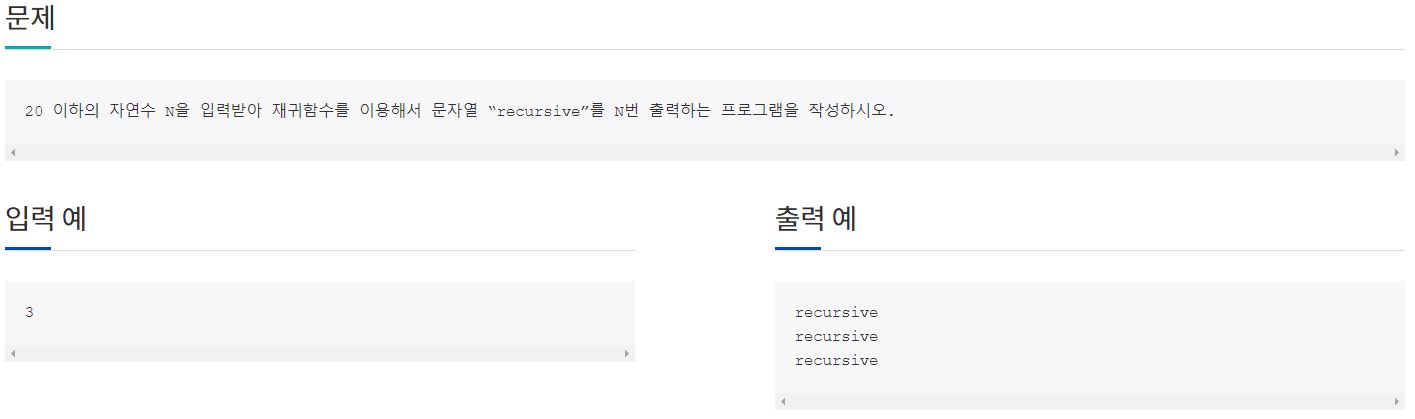 문제
20 이하의 자연수 N을 입력받아 재귀함수를 이용해서 문자열 “recursive”를 N번 출력하는 프로그램을 작성하시오.
입력 예
3
출력 예
recursive
recursive
recursive